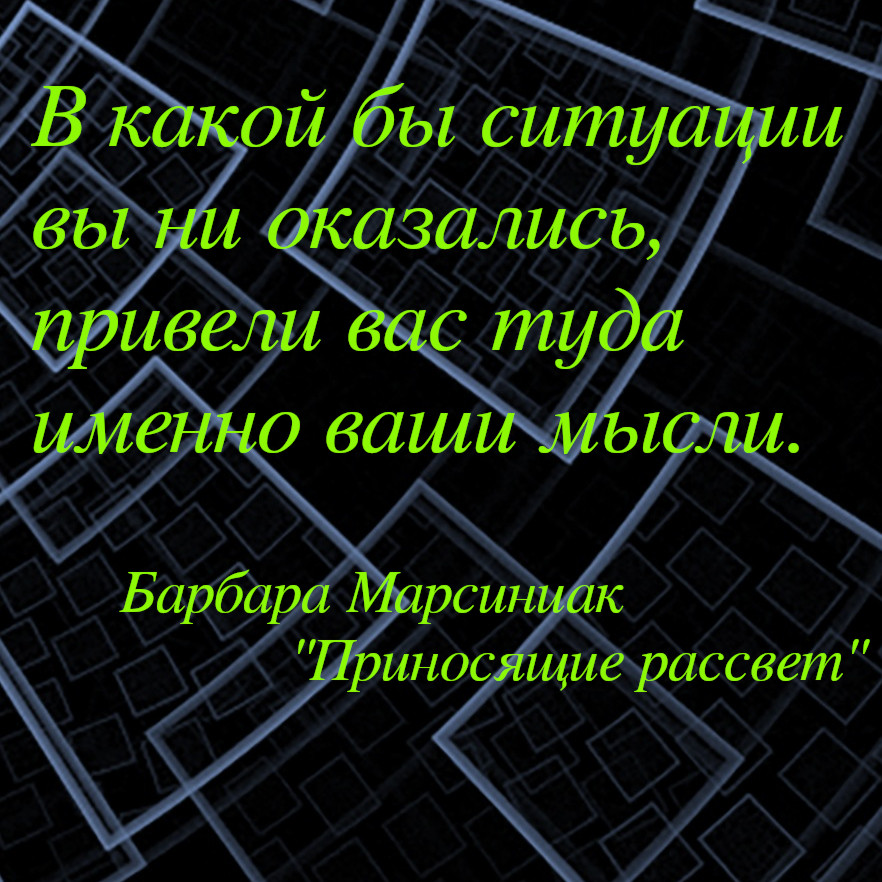 В какой бы ситуации
вы ни оказались,
привели вас туда
именно ваши мысли.
Барбара Марсиниак
"Приносящие рассвет"